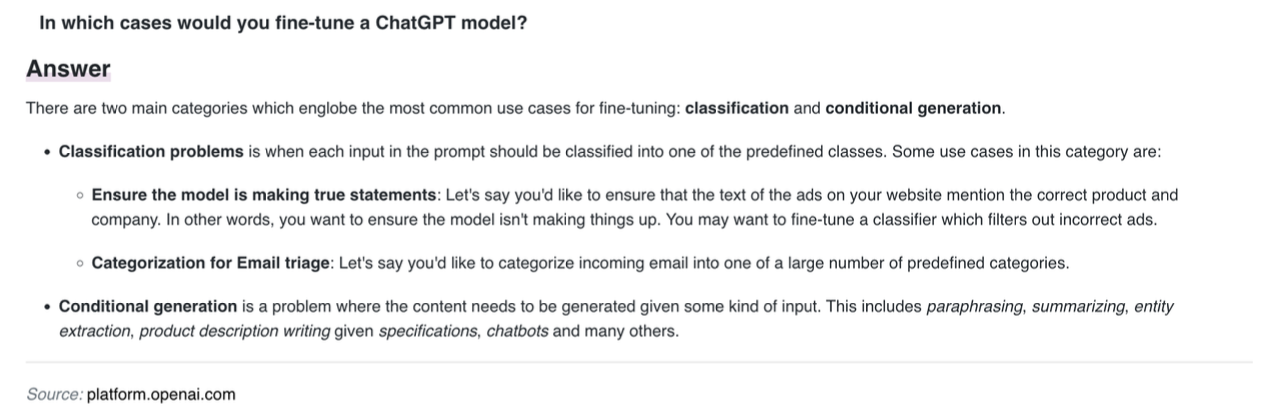 In which cases would you fine-tune a ChatGPT model?
Answer
There are two main categories which englobe the most common use cases for fine-tuning: classification and conditional generation.
• Classification problems is when each input in the prompt should be classified into one of the predefined classes. Some use cases in this category are:
◦ Ensure the model is making true statements: Let's say you'd like to ensure that the text of the ads on your website mention the correct product and
company. In other words, you want to ensure the model isn't making things up. You may want to fine-tune a classifier which filters out incorrect ads.
◦ Categorization for Email triage: Let's say you'd like to categorize incoming email into one of a large number of predefined categories.
• Conditional generation is a problem where the content needs to be generated given some kind of input. This includes paraphrasing, summarizing, entity
extraction, product description writing given specifications, chatbots and many others.
Source: platform.openai.com